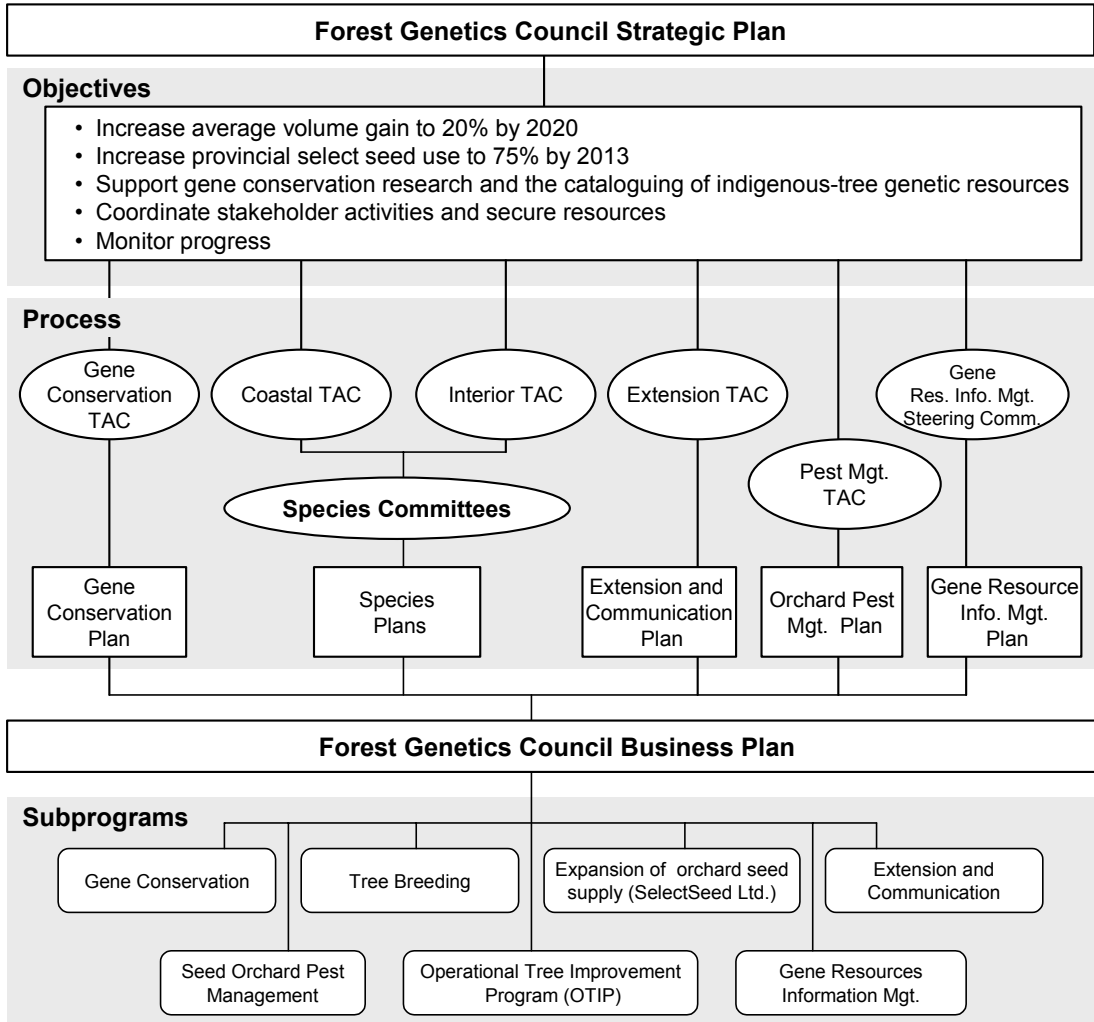 Forest Genetics Council Strategic Plan
Objectives
• Increase average volume gain to 20% by 2020
• Increase provincial select seed use to 75% by 2013
• Support gene conservation research and the cataloguing of indigenous-tree genetic resources
• Coordinate stakeholder activities and secure resources
• Monitor progress
Process
Gene
Conservation
TAC
Coastal TAC
Interior TAC
Extension TAC
Gene
Res. Info. Mgt.
Steering Comm.
Pest Mgt.
TAC
Species Committees
Gene
Conservation
Plan
Species
Plans
Extension and
Communication
Plan
Orchard Pest
Mgt. Plan
Gene Resource
Info. Mgt.
Plan
Forest Genetics Council Business Plan
Subprograms
Gene Conservation
Tree Breeding
Expansion of orchard seed
supply (SelectSeed Ltd.)
Extension and
Communication
Seed Orchard Pest
Management
Operational Tree Improvement
Program (OTIP)
Gene Resources
Information Mgt.